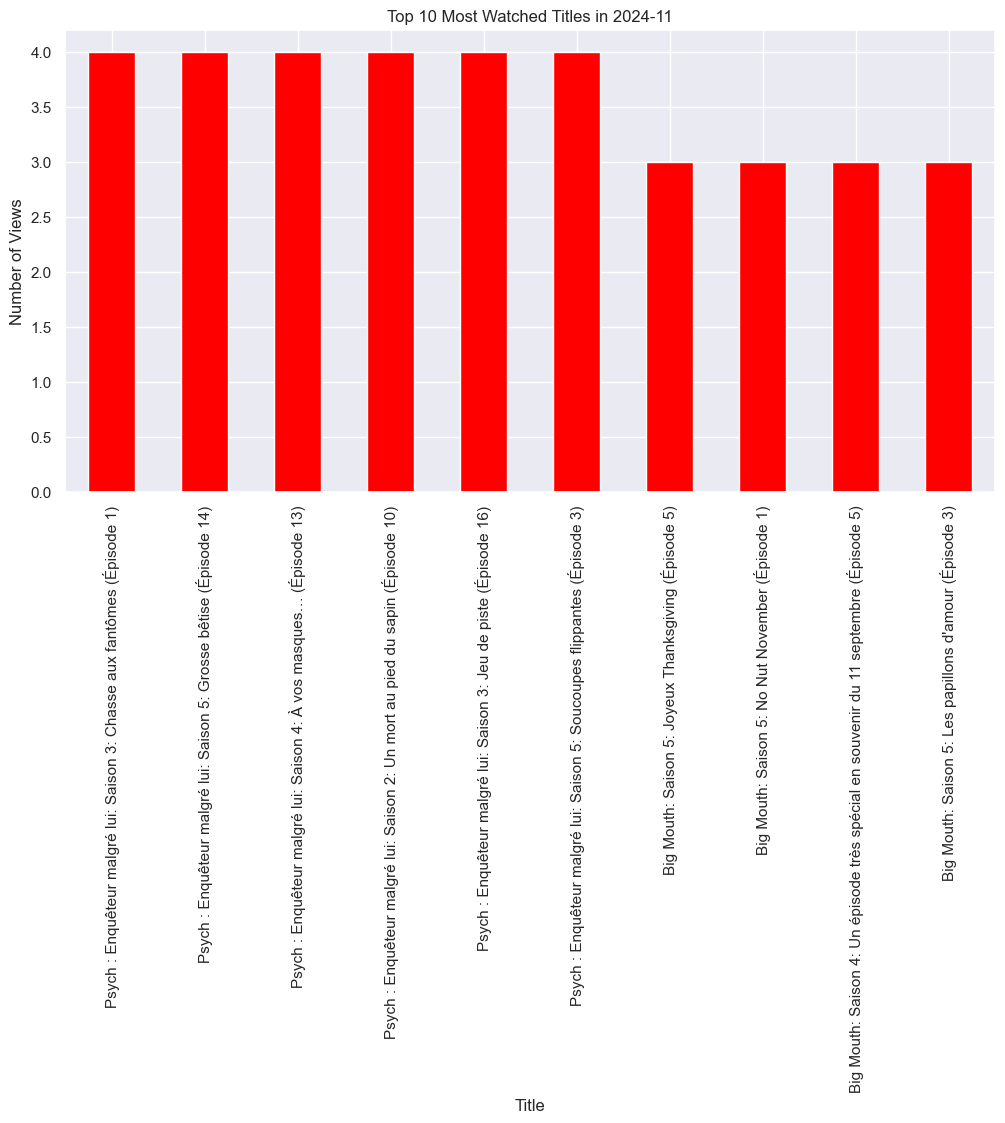 Top 10 Most Watched Titles in 2024-11
Number of Views
4.0
3.5
3.0
2.5
2.0
1.5
1.0
0.5
0.0
Psych : Enquêteur malgré lui: Saison 3: Chasse aux fantômes (Épisode 1)
Psych : Enquêteur malgré lui: Saison 5: Grosse bêtise (Épisode 14)
Psych : Enquêteur malgré lui: Saison 4: À vos masques… (Épisode 13)
Psych : Enquêteur malgré lui: Saison 2: Un mort au pied du sapin (Épisode 10)
Psych : Enquêteur malgré lui: Saison 3: Jeu de piste (Épisode 16)
Psych : Enquêteur malgré lui: Saison 5: Soucoupes flippantes (Épisode 3)
Big Mouth: Saison 5: Joyeux Thanksgiving (Épisode 5)
Big Mouth: Saison 5: No Nut November (Épisode 1)
Big Mouth: Saison 4: Un épisode très spécial en souvenir du 11 septembre (Épisode 5)
Big Mouth: Saison 5: Les papillons d'amour (Épisode 3)
Title